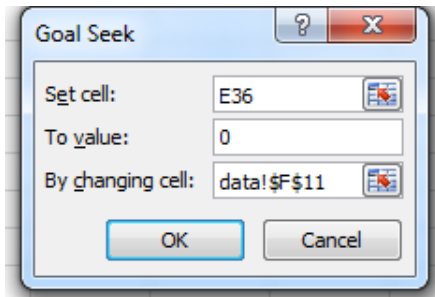 Goal Seek
Set cell: E36
To value: 0
By changing cell: data!$F$11
OK Cancel